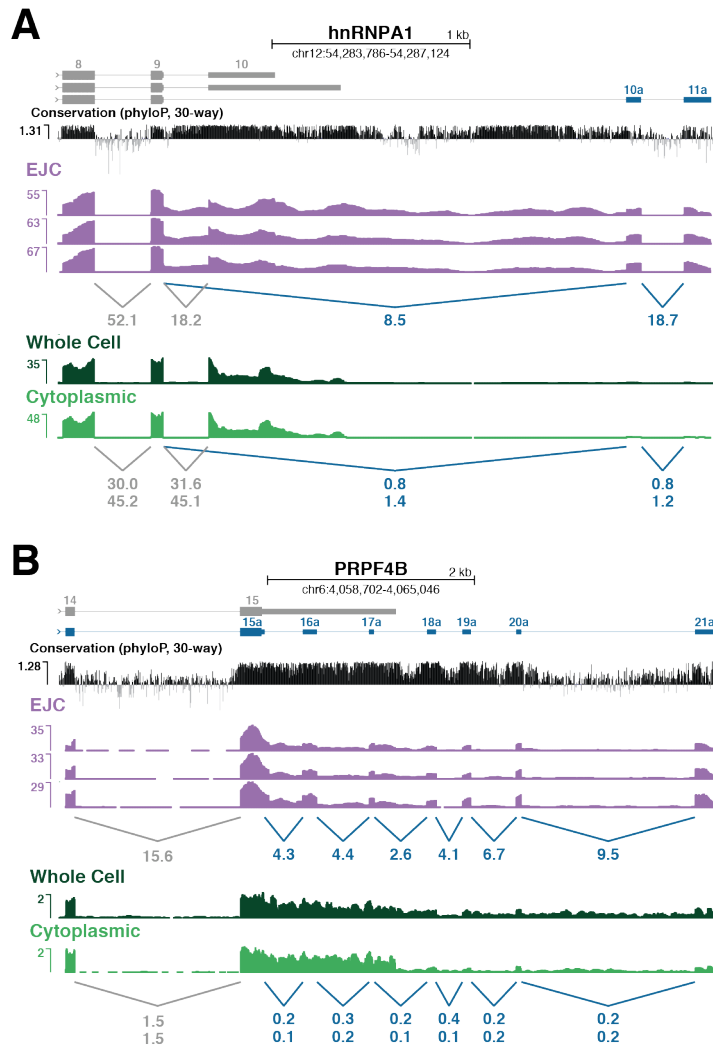 A
hnRNPA1
1 kb
chr12:54,283,786-54,287,124
8 9 10
10a 11a
Conservation (phyloP, 30-way)
1.31
EJC
55
63
67
52.1 18.2 8.5 18.7
Whole Cell
35
Cytoplasmic
48
30.0 31.6 0.8 0.8
45.2 45.1 1.4 1.2
B
PRPF4B
2 kb
chr6:4,058,702-4,065,046
14 15
15a 16a 17a 18a 19a 20a 21a
Conservation (phyloP, 30-way)
1.28
EJC
35
33
29
15.6 4.3 4.4 2.6 4.1 6.7 9.5
Whole Cell
2
Cytoplasmic
2
1.5 0.2 0.3 0.2 0.4 0.2 0.2
1.5 0.1 0.2 0.1 0.1 0.2 0.2